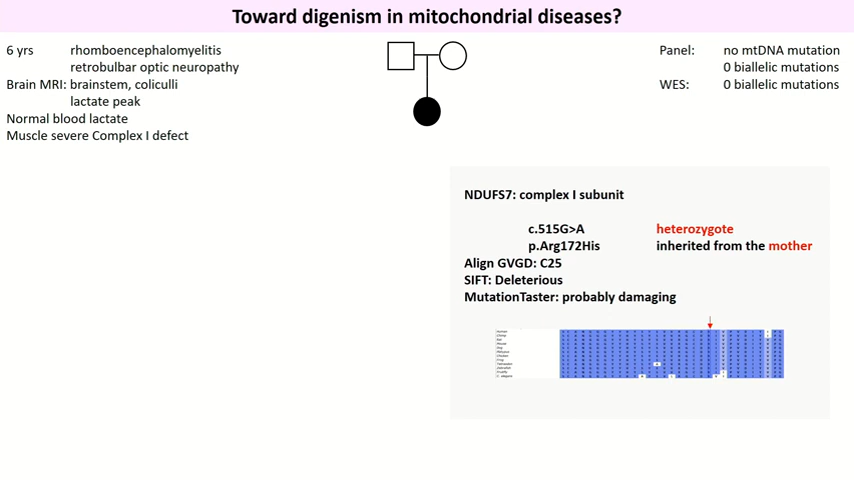 Toward digenism in mitochondrial diseases?
6 yrs rhomboencephalomyelitis
retrobulbar optic neuropathy
Brain MRI: brainstem, coliculli
lactate peak
Normal blood lactate
Muscle severe Complex I defect
Panel: no mtDNA mutation
0 biallelic mutations
WES: 0 biallelic mutations
NDUFS7: complex I subunit
c.515G>A heterozygote
p.Arg172His inherited from the mother
Align GVGD: C25
SIFT: Deleterious
MutationTaster: probably damaging